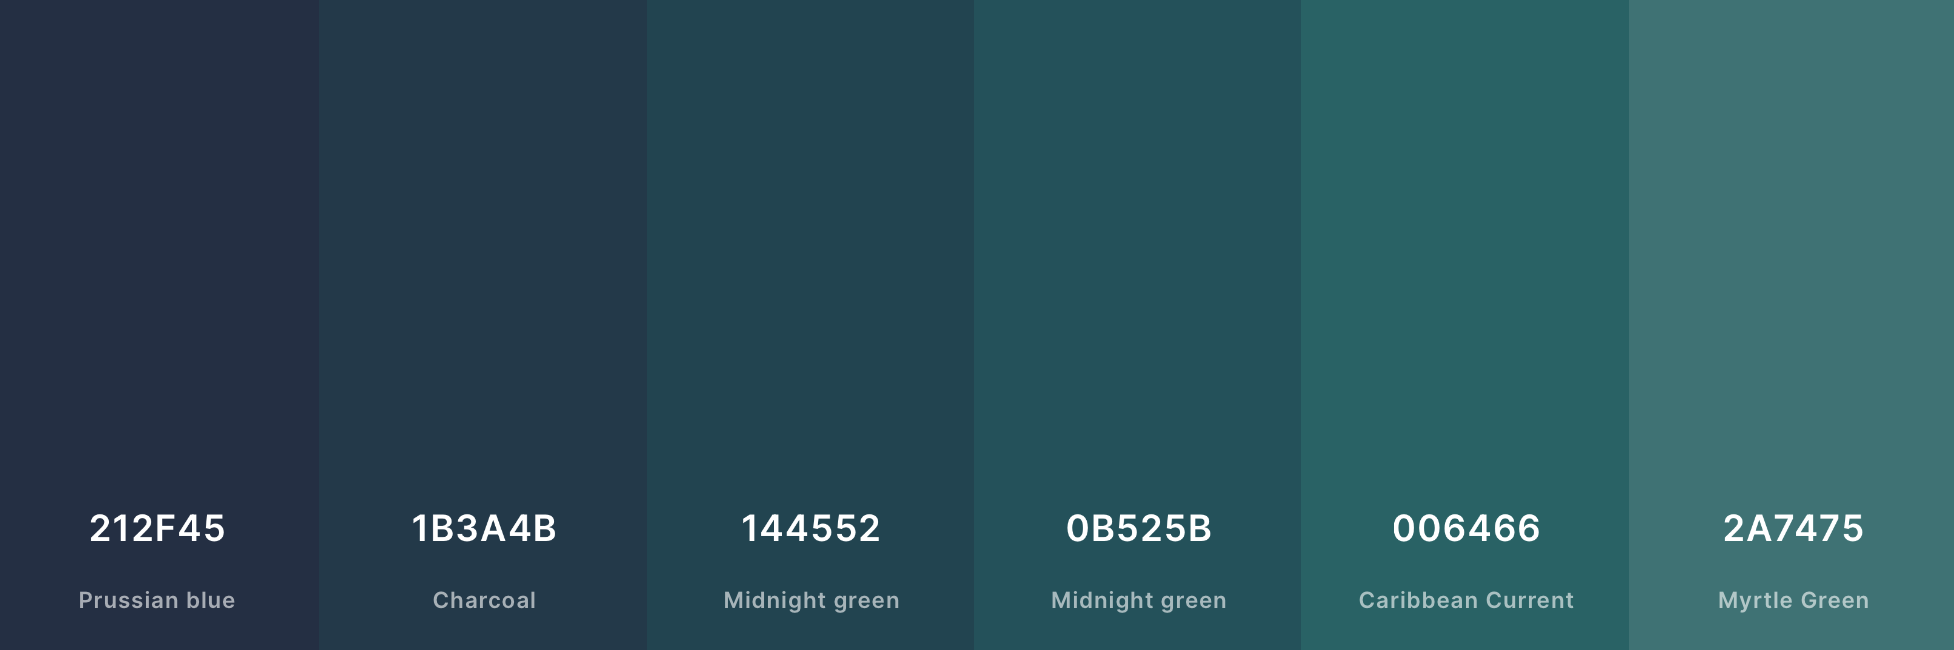 212F45
1B3A4B
144552
0B525B
006466
2A7475
Prussian blue
Charcoal
Midnight green
Midnight green
Caribbean Current
Myrtle Green